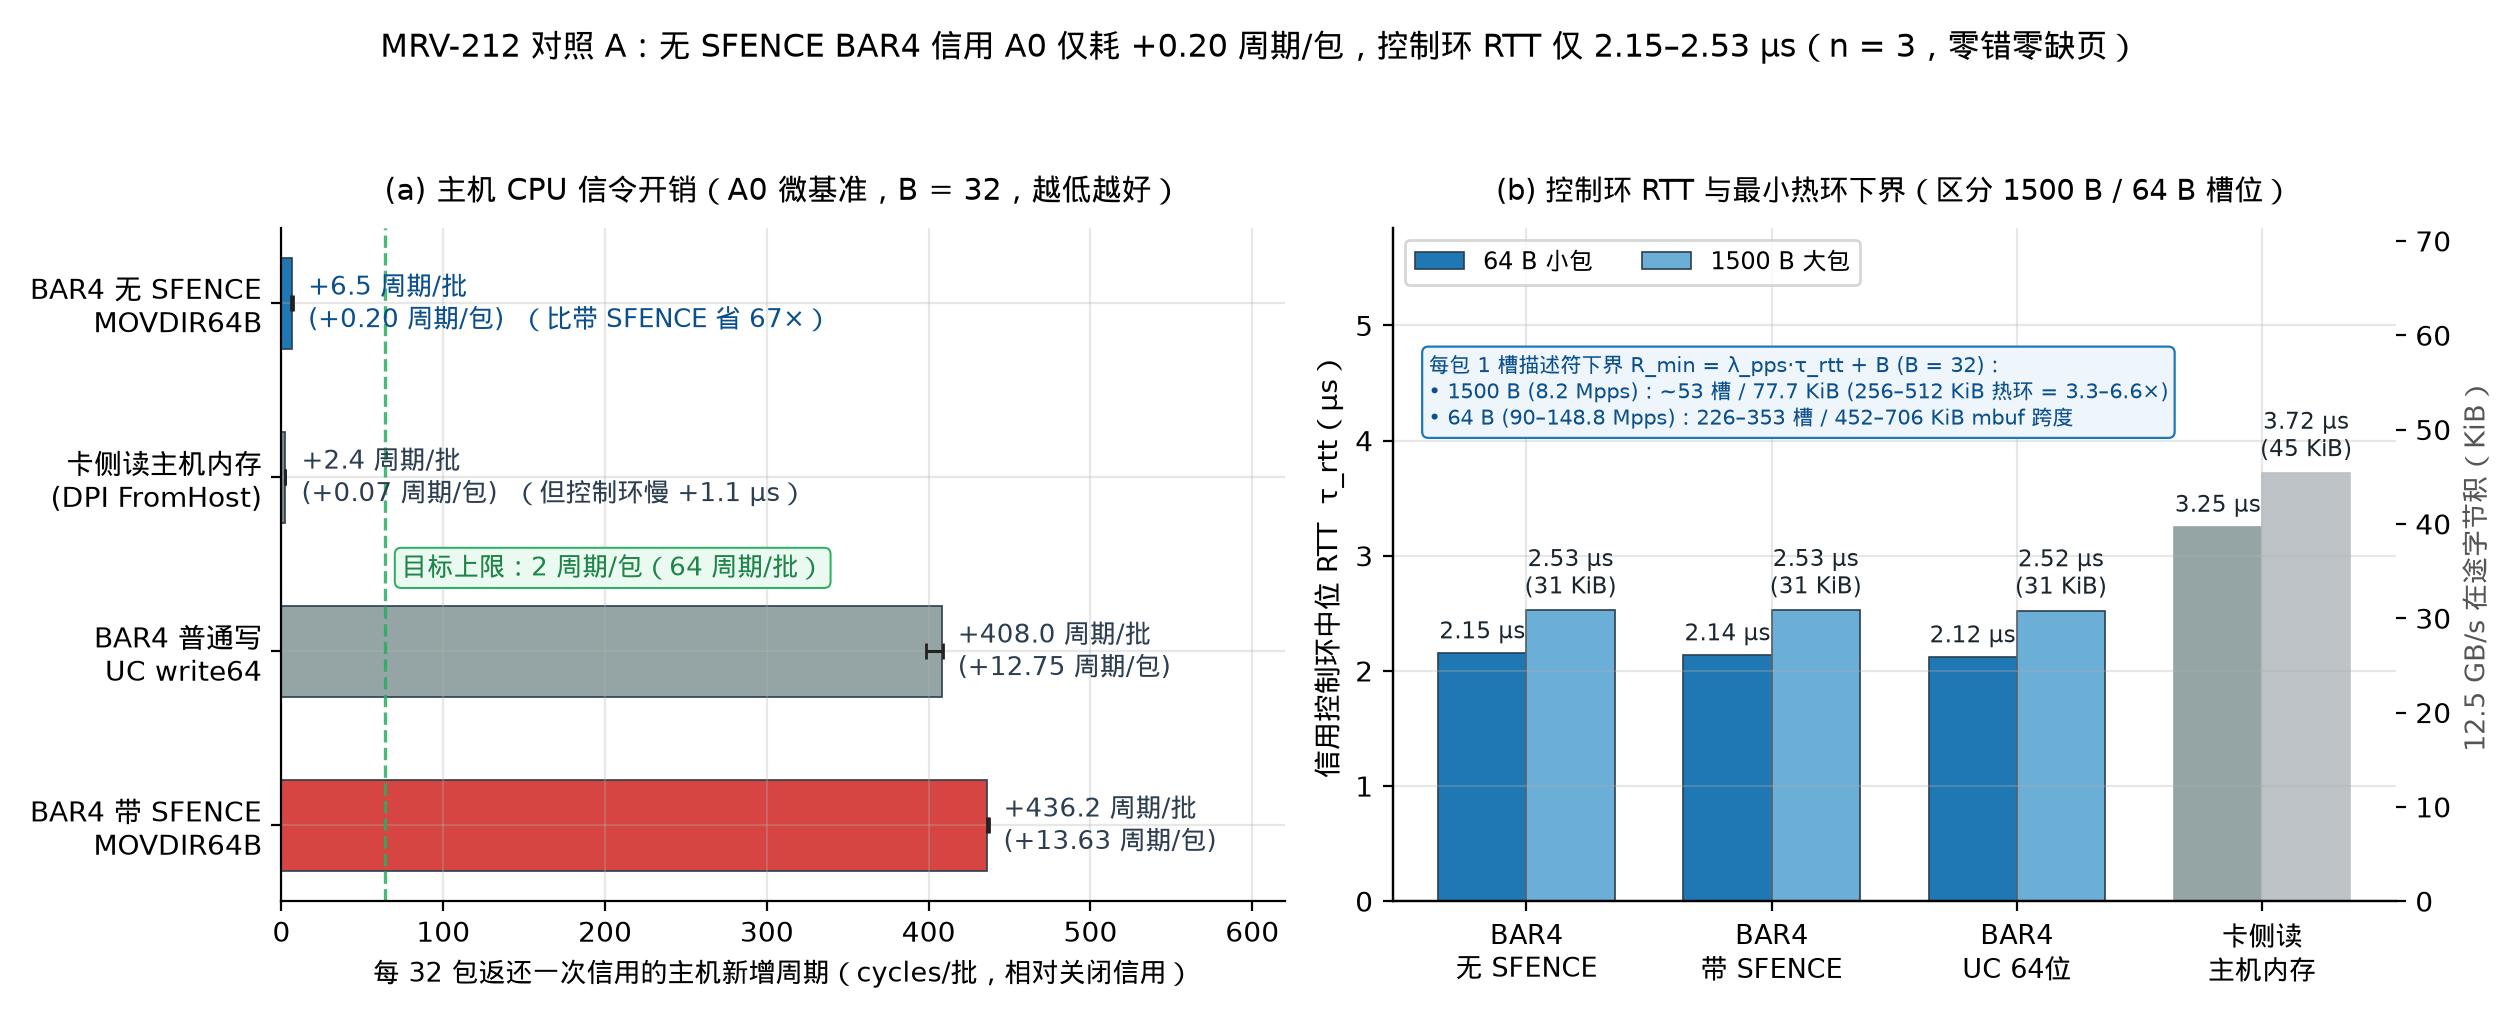 MRV-212 对照 A：无 SFENCE BAR4 信用 A0 仅耗 +0.20 周期/包，控制环 RTT 仅 2.15–2.53 µs（n = 3，零错零缺页）
(a) 主机 CPU 信令开销（A0 微基准，B = 32，越低越好）
BAR4 无 SFENCE
MOVDIR64B
+6.5 周期/批
(+0.20 周期/包) （比带 SFENCE 省 67×）
卡侧读主机内存
(DPI FromHost)
+2.4 周期/批
(+0.07 周期/包) （但控制环慢 +1.1 µs）
目标上限：2 周期/包（64 周期/批）
BAR4 普通写
UC write64
+408.0 周期/批
(+12.75 周期/包)
BAR4 带 SFENCE
MOVDIR64B
+436.2 周期/批
(+13.63 周期/包)
0 100 200 300 400 500 600
每 32 包返还一次信用的主机新增周期（cycles/批，相对关闭信用）
(b) 控制环 RTT 与最小热环下界（区分 1500 B / 64 B 槽位）
64 B 小包
1500 B 大包
每包 1 槽描述符下界 R_min = λ_pps·τ_rtt + B (B = 32)：
• 1500 B (8.2 Mpps)：~53 槽 / 77.7 KiB (256–512 KiB 热环 = 3.3–6.6×)
• 64 B (90–148.8 Mpps)：226–353 槽 / 452–706 KiB mbuf 跨度
信用控制环中位 RTT τ_rtt（µs）
5
4
3
2
1
0
2.15 µs
2.53 µs
(31 KiB)
2.14 µs
2.53 µs
(31 KiB)
2.12 µs
2.52 µs
(31 KiB)
3.25 µs
3.72 µs
(45 KiB)
BAR4
无 SFENCE
BAR4
带 SFENCE
BAR4
UC 64位
卡侧读
主机内存
70
60
50
40
30
20
10
0
12.5 GB/s 在途字节积（KiB）